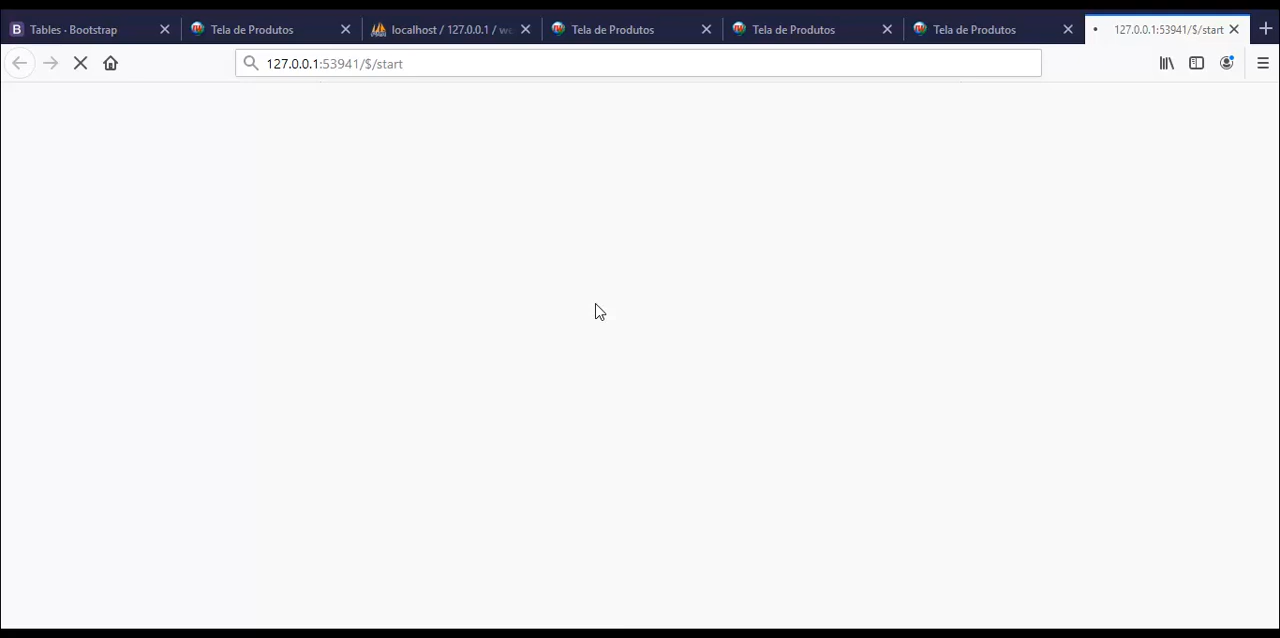 Tables · Bootstrap
Tela de Produtos
localhost / 127.0.0.1 /
Tela de Produtos
Tela de Produtos
Tela de Produtos
127.0.0.1:53941/$/start
127.0.0.1:53941/$/start